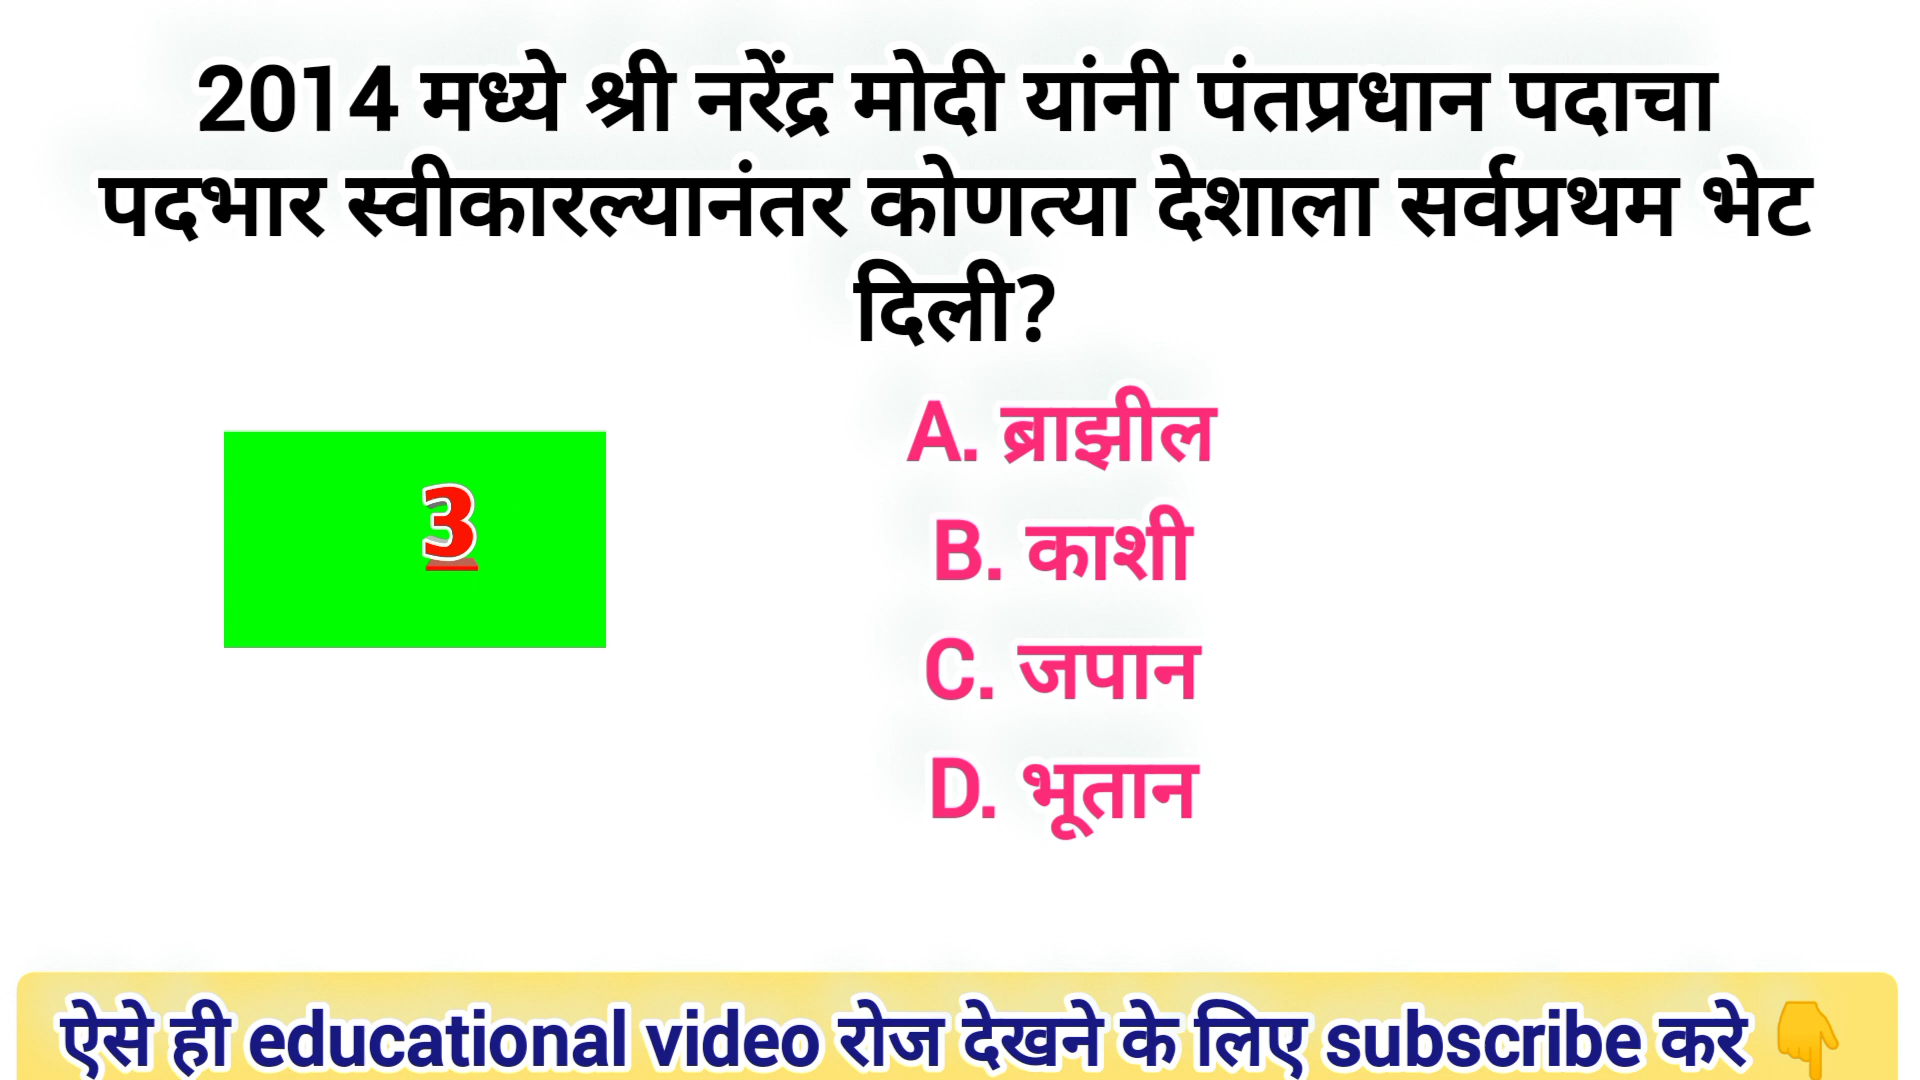 2014 मध्ये श्री नरेंद्र मोदी यांनी पंतप्रधान पदाचा
पदभार स्वीकारल्यानंतर कोणत्या देशाला सर्वप्रथम भेट
दिली?
A. ब्राझील
3
B. काशी
C. जपान
D. भूतान
ऐसे ही educational video रोज देखने के लिए subscribe करे 👇